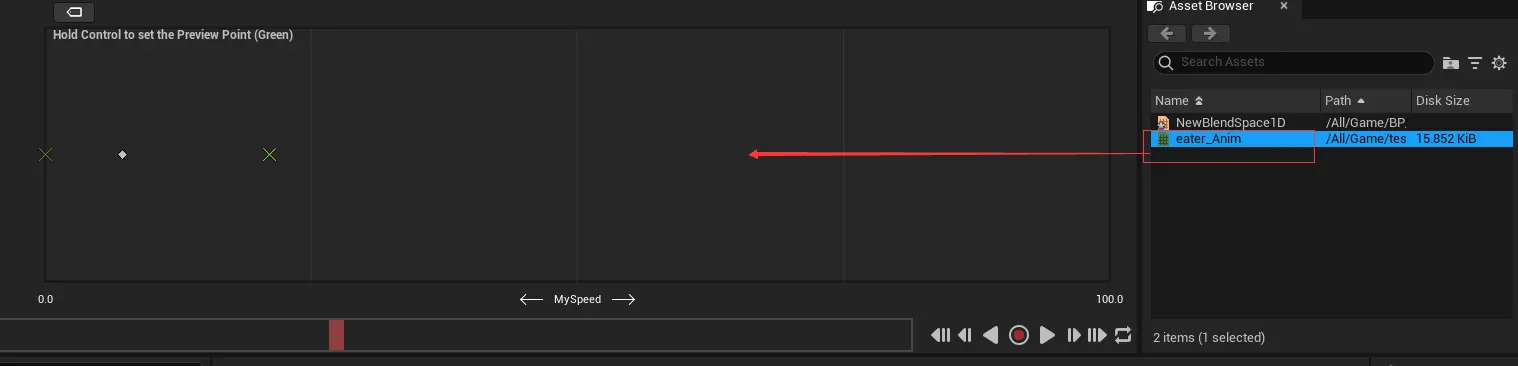 Asset Browser
Hold Control to set the Preview Point (Green)
Search Assets
Name Path Disk Size
NewBlendSpace1D /All/Game/BP.
eater_Anim /All/Game/tes 15.852 KiB
0.0 MySpeed 100.0
2 items (1 selected)